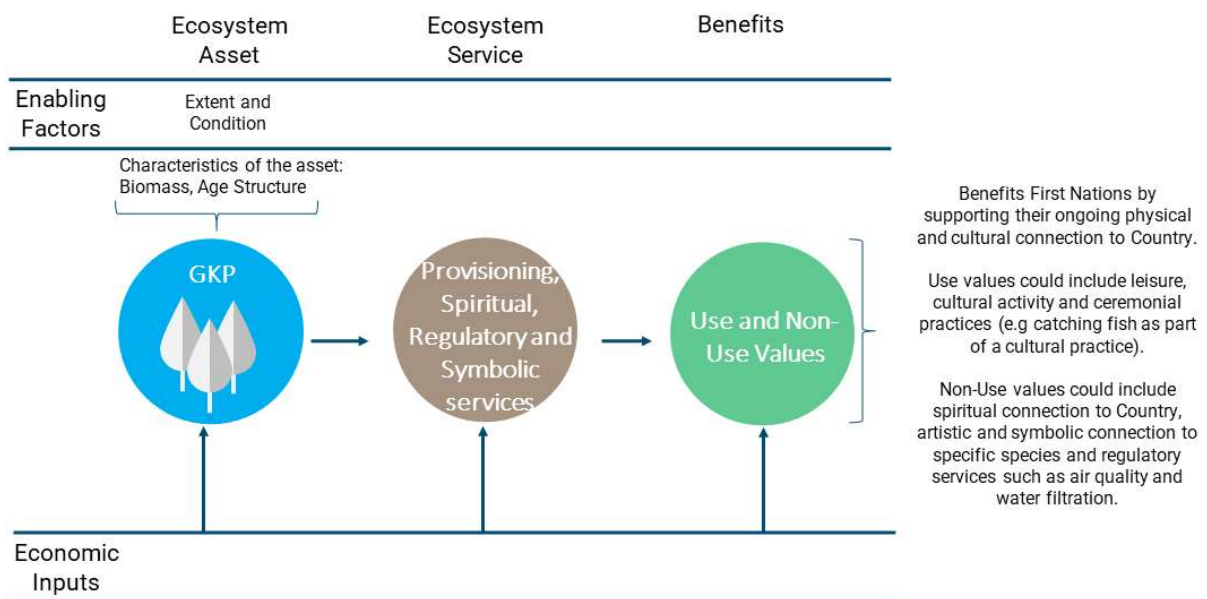 Ecosystem
Asset
Ecosystem
Service
Benefits
Enabling
Factors
Extent and
Condition
Characteristics of the asset:
Biomass, Age Structure
GKP
Provisioning,
Spiritual,
Regulatory and
Symbolic
services
Use and Non-
Use Values
Benefits First Nations by
supporting their ongoing physical
and cultural connection to Country.
Use values could include leisure,
cultural activity and ceremonial
practices (e.g catching fish as part
of a cultural practice).
Non-Use values could include
spiritual connection to Country,
artistic and symbolic connection to
specific species and regulatory
services such as air quality and
water filtration.
Economic
Inputs